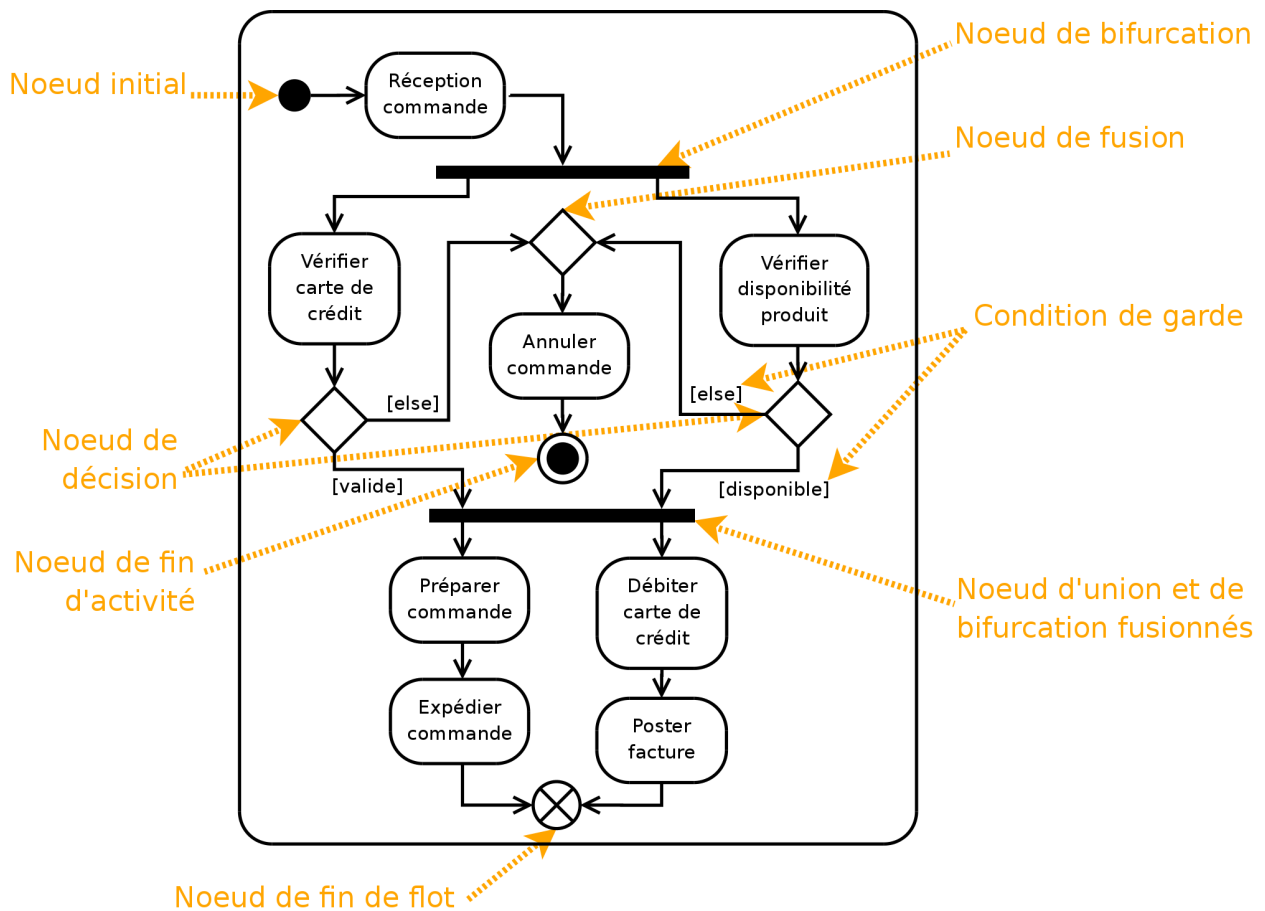 Noeud de bifurcation
Noeud initial
Réception
commande
Noeud de fusion
Vérifier
carte de
crédit
Vérifier
disponibilité
produit
Condition de garde
Annuler
commande
[else]
[else]
Noeud de
décision
[valide]
[disponible]
Noeud de fin
d'activité
Préparer
commande
Débiter
carte de
crédit
Noeud d'union et de
bifurcation fusionnés
Expédier
commande
Poster
facture
Noeud de fin de flot